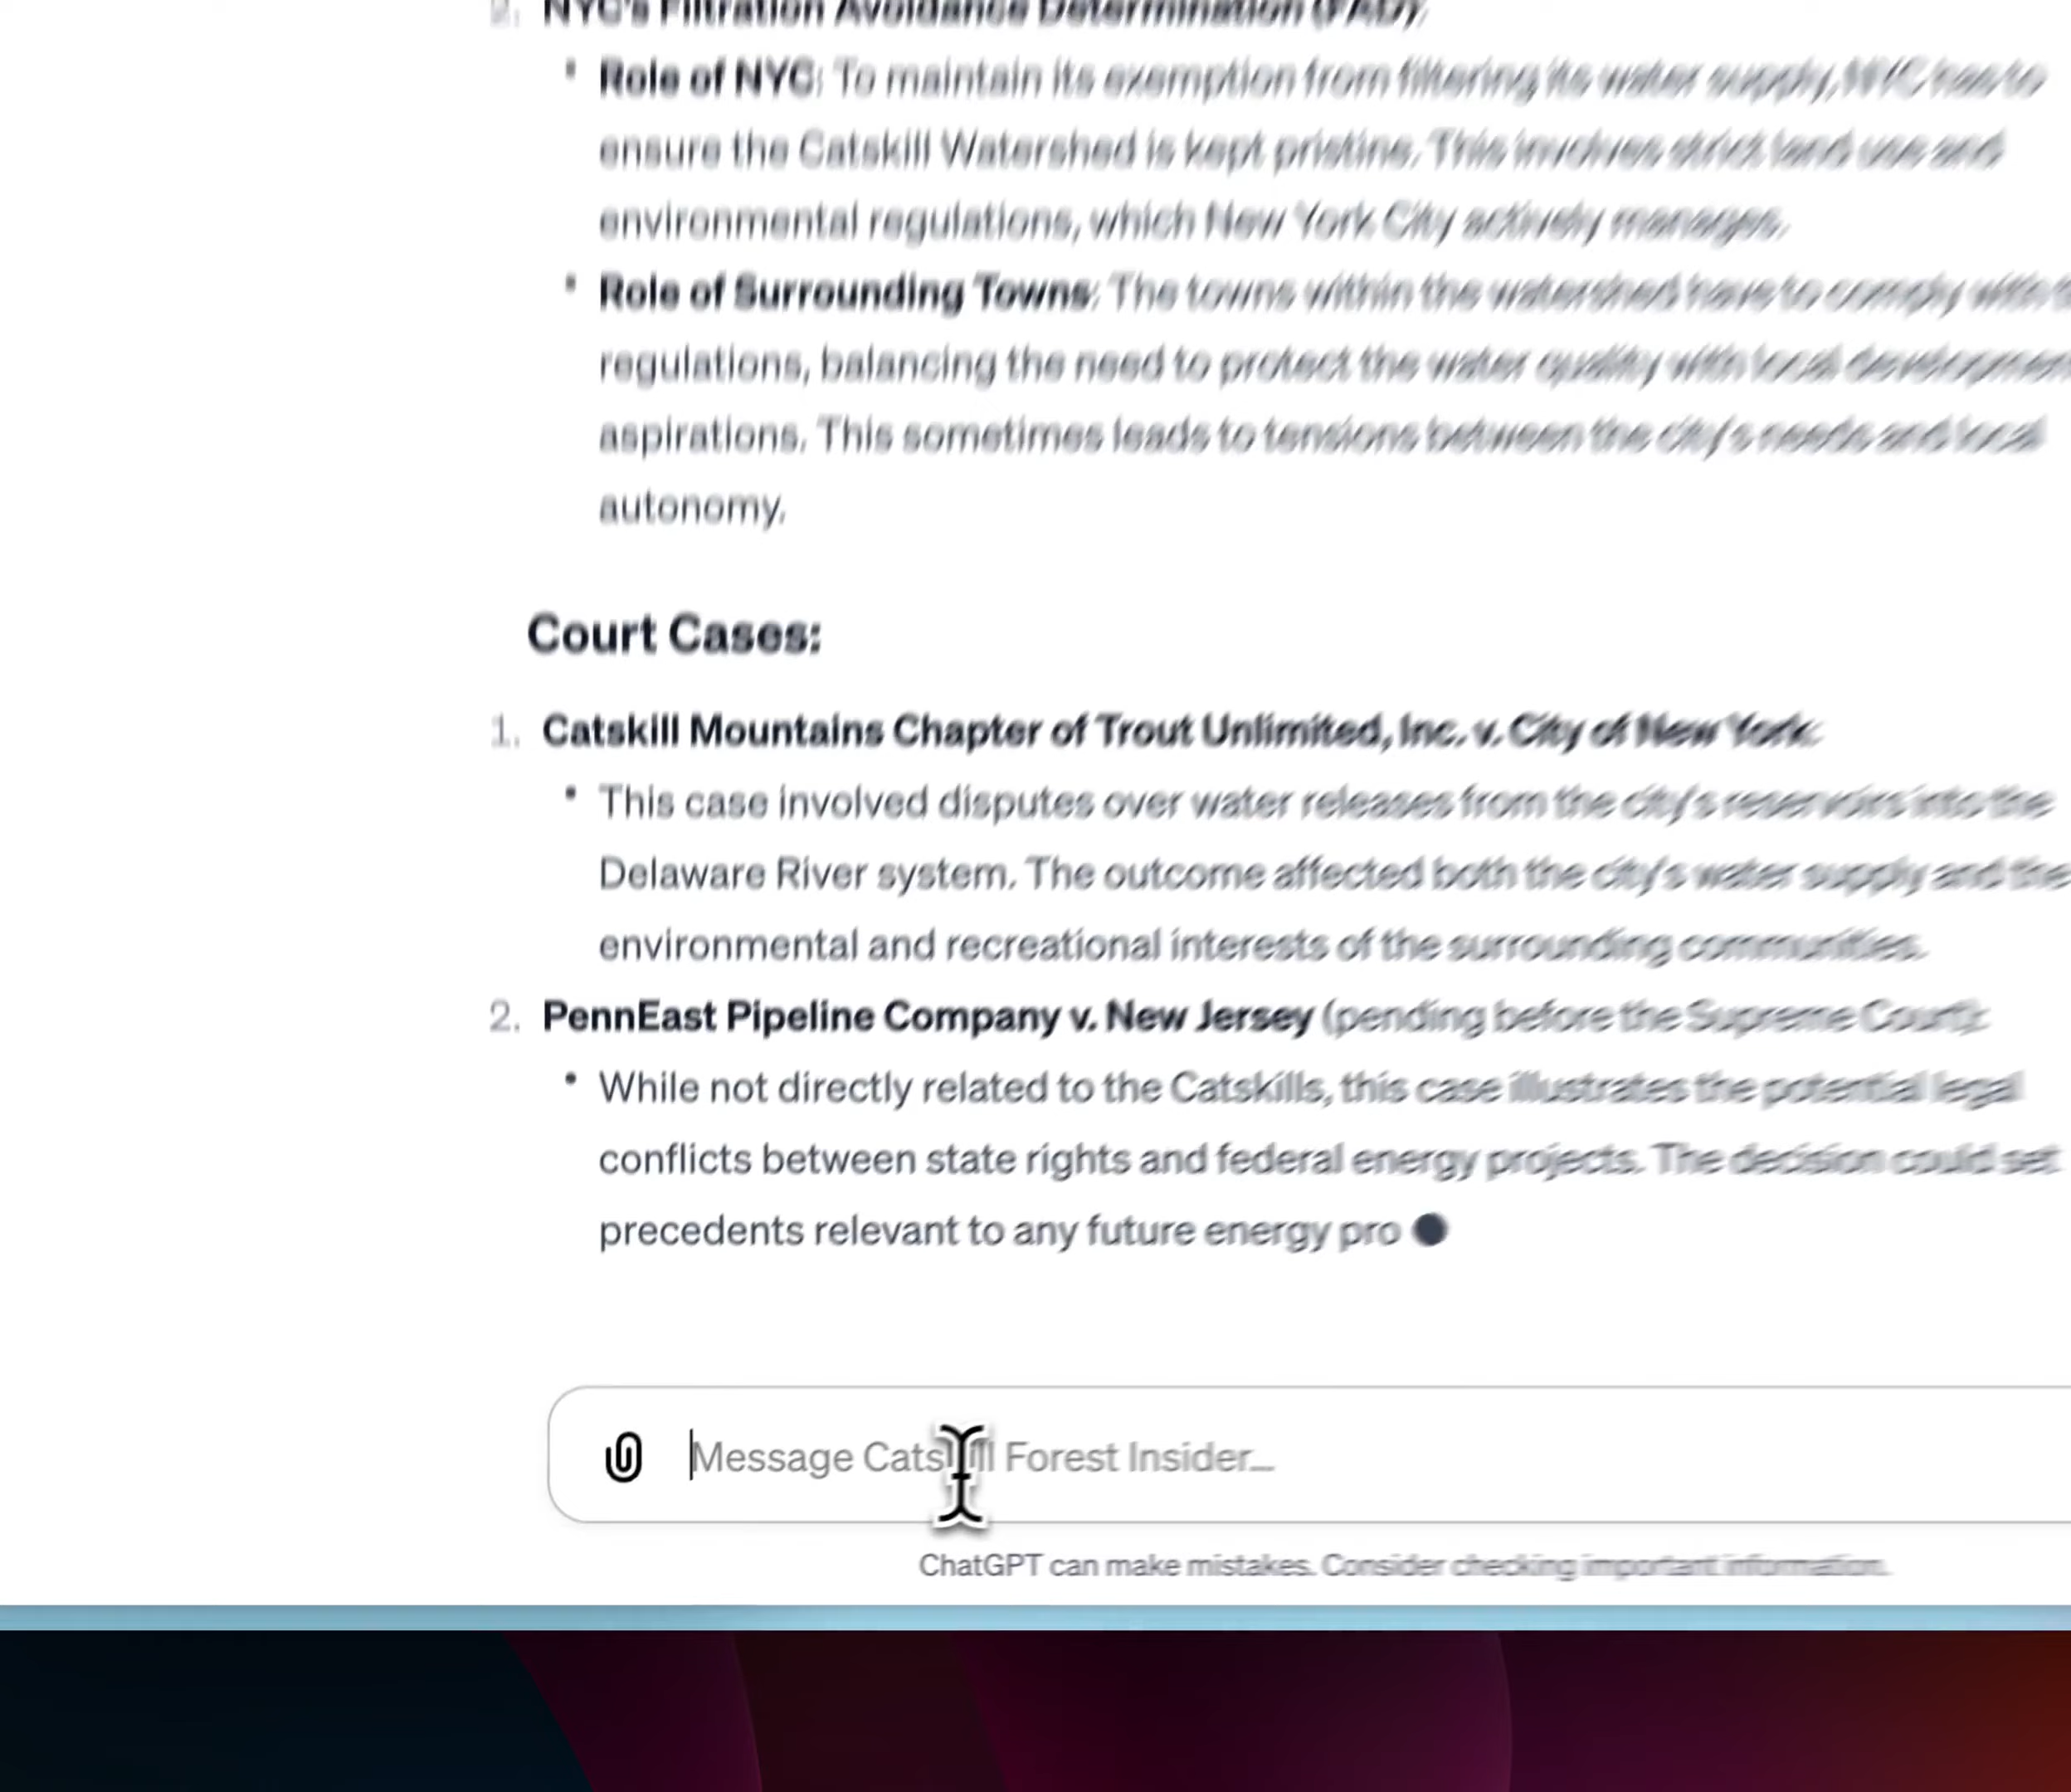 2. NYC's Filtration Avoidance Determination (FAD):
Role of NYC: To maintain its exemption from filtering its water supply, NYC has to
ensure the Catskill Watershed is kept pristine. This involves strict land use and
environmental regulations, which New York City actively manages.
Role of Surrounding Towns: The towns within the watershed have to comply with
regulations, balancing the need to protect the water quality with local developmen
aspirations. This sometimes leads to tensions between the city's needs and local
autonomy.
Court Cases:
1. Catskill Mountains Chapter of Trout Unlimited, Inc. v. City of New York:
This case involved disputes over water releases from the city's reservoirs into the
Delaware River system. The outcome affected both the city's water supply and the
environmental and recreational interests of the surrounding communities.
2. PennEast Pipeline Company v. New Jersey (pending before the Supreme Court):
While not directly related to the Catskills, this case illustrates the potential legal
conflicts between state rights and federal energy projects. The decision could set
precedents relevant to any future energy pro
Message Catskill Forest Insider...
ChatGPT can make mistakes. Consider checking important information.